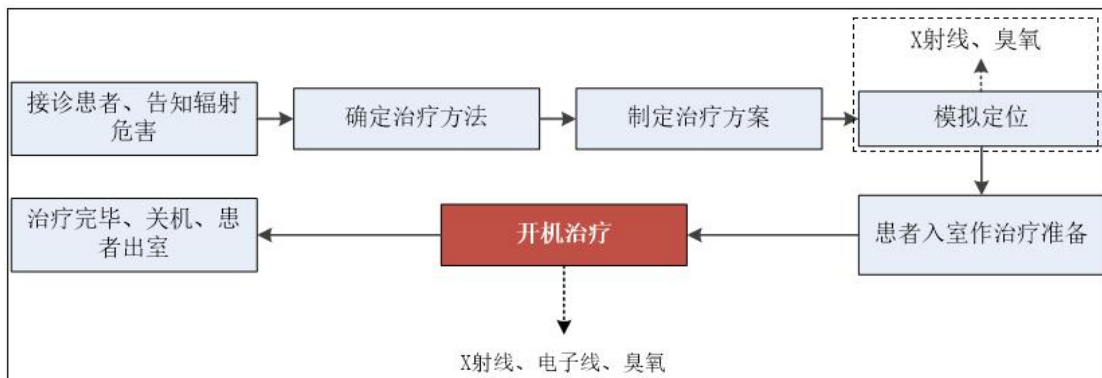 X射线、臭氧
接诊患者、告知辐射
危害
确定治疗方法
制定治疗方案
模拟定位
治疗完毕、关机、患
者出室
开机治疗
患者入室作治疗准备
X射线、电子线、臭氧